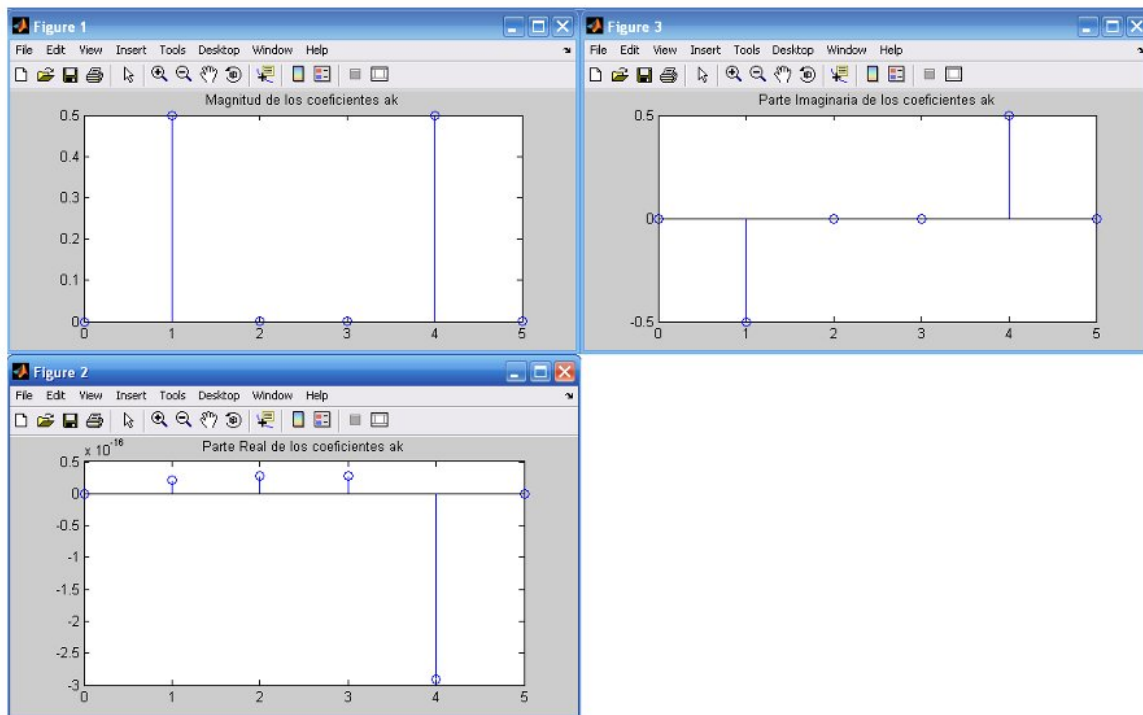 Figure 1
File Edit View Insert Tools Desktop Window Help
Magnitud de los coeficientes ak
0.5
0.4
0.3
0.2
0.1
0
0 1 2 3 4 5
Figure 3
File Edit View Insert Tools Desktop Window Help
Parte Imaginaria de los coeficientes ak
0.5
0
-0.5
0 1 2 3 4 5
Figure 2
File Edit View Insert Tools Desktop Window Help
x 10^-16
Parte Real de los coeficientes ak
0.5
0
-0.5
-1
-1.5
-2
-2.5
-3
0 1 2 3 4 5